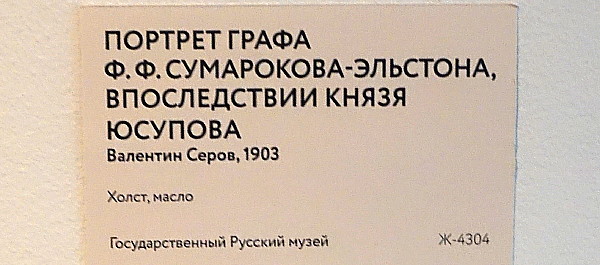 ПОРТРЕТ ГРАФА
Ф. Ф. СУМАРОКОВА-ЭЛЬСТОНА,
ВПОСЛЕДСТВИИ КНЯЗЯ
ЮСУПОВА
Валентин Серов, 1903
Холст, масло
Государственный Русский музей Ж-4304